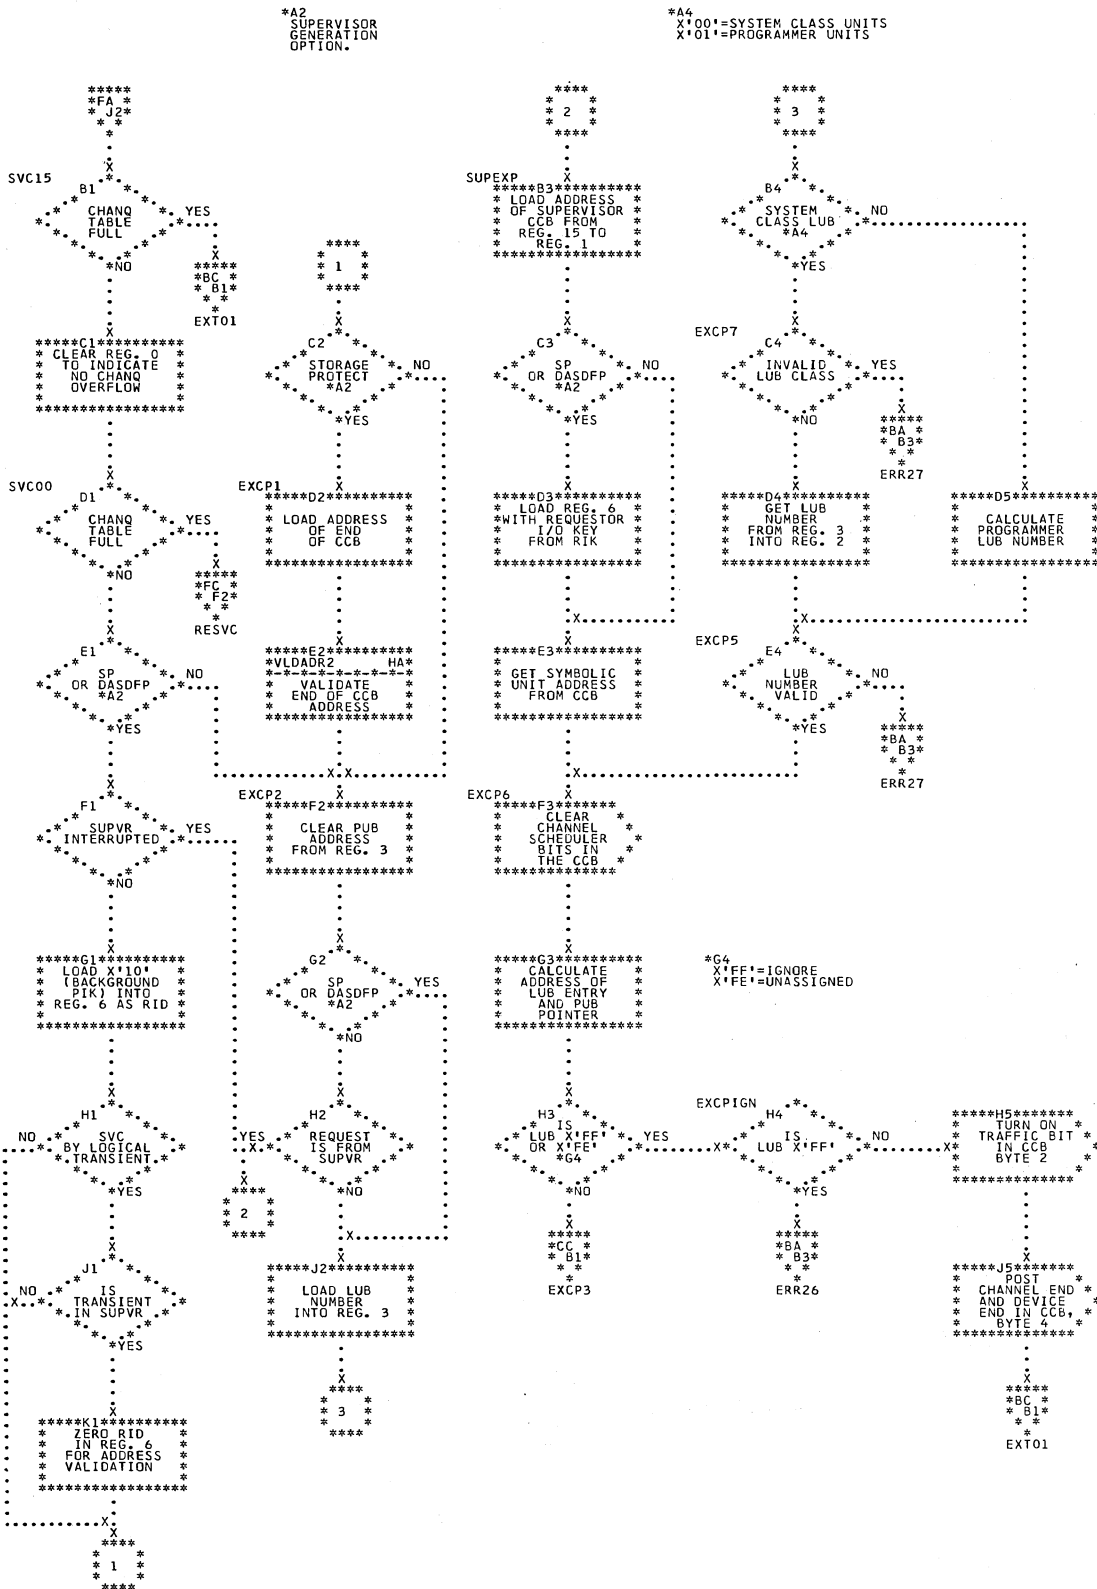 *A2
SUPERVISOR
GENERATION
OPTION.
*A4
X'00'=SYSTEM CLASS UNITS
X'01'=PROGRAMMER UNITS
*FA *
* J2*
2
3
SVC15
B1
CHANQ
TABLE
FULL
YES
*NO
*BC *
* B1*
EXT01
1
SUPEXP
*****B3**********
LOAD ADDRESS
OF SUPERVISOR
CCB FROM
REG. 15 TO
REG. 1
B4
SYSTEM
CLASS LUB
*A4
NO
*YES
*****C1**********
CLEAR REG. 0
TO INDICATE
NO CHANQ
OVERFLOW
C2
STORAGE
PROTECT
*A2
NO
*YES
C3
SP
OR DASDFP
*A2
NO
*YES
EXCP7
C4
INVALID
LUB CLASS
YES
*NO
*BA *
* B3*
ERR27
SVC00
D1
CHANQ
TABLE
FULL
YES
*NO
*FC *
* F2*
RESVC
EXCP1
*****D2**********
LOAD ADDRESS
OF END
OF CCB
*****D3**********
LOAD REG. 6
WITH REQUESTOR
I/O KEY
FROM RIK
*****D4**********
GET LUB
NUMBER
FROM REG. 3
INTO REG. 2
*****D5**********
CALCULATE
PROGRAMMER
LUB NUMBER
E1
SP
OR DASDFP
*A2
NO
*YES
*****E2**********
*VLDADR2 HA*
VALIDATE
END OF CCB
ADDRESS
*****E3**********
GET SYMBOLIC
UNIT ADDRESS
FROM CCB
EXCP5
E4
LUB
NUMBER
VALID
NO
*YES
*BA *
* B3*
ERR27
F1
SUPVR
INTERRUPTED
YES
*NO
EXCP2
*****F2**********
CLEAR PUB
ADDRESS
FROM REG. 3
EXCP6
*****F3**********
CLEAR
CHANNEL
SCHEDULER
BITS IN
THE CCB
*****G1**********
LOAD X'10'
(BACKGROUND
PIK) INTO
REG. 6 AS RID
G2
SP
OR DASDFP
*A2
YES
*NO
*****G3**********
CALCULATE
ADDRESS OF
LUB ENTRY
AND PUB
POINTER
*G4
X'FF'=IGNORE
X'FE'=UNASSIGNED
H1
SVC
BY LOGICAL
TRANSIENT
NO
*YES
H2
REQUEST
IS FROM
SUPVR
YES
*NO
2
H3
IS
LUB X'FF'
OR X'FE'
*G4
YES
*NO
*CC *
* B1*
EXCP3
EXCPIGN
H4
IS
LUB X'FF'
NO
*YES
*BA *
* B3*
ERR26
*****H5*******
TURN ON
TRAFFIC BIT
IN CCB
BYTE 2
J1
IS
TRANSIENT
IN SUPVR
NO
*YES
*****J2**********
LOAD LUB
NUMBER
INTO REG. 3
3
*****J5*******
POST
CHANNEL END
AND DEVICE
END IN CCB,
BYTE 4
*BC *
* B1*
EXT01
*****K1**********
ZERO RID
IN REG. 6
FOR ADDRESS
VALIDATION
1